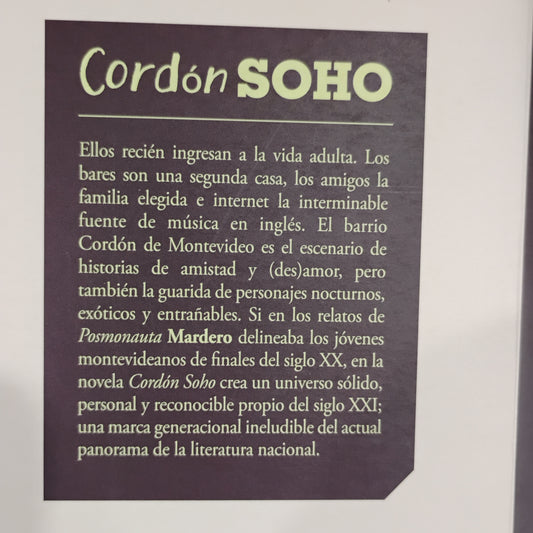 Cordón SOHO
Ellos recién ingresan a la vida adulta. Los
bares son una segunda casa, los amigos la
familia elegida e internet la interminable
fuente de música en inglés. El barrio
Cordón de Montevideo es el escenario de
historias de amistad y (des)amor, pero
también la guarida de personajes nocturnos,
exóticos y entrañables. Si en los relatos de
Posmonauta Mardero delineaba los jóvenes
montevideanos de finales del siglo XX, en la
novela Cordón Soho crea un universo sólido,
personal y reconocible propio del siglo XXI;
una marca generacional ineludible del actual
panorama de la literatura nacional.